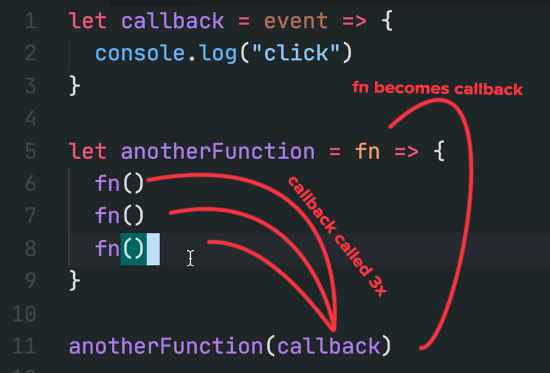 1 let callback = event => {
2 console.log("click")
3 }
fn becomes callback
4
5 let anotherFunction = fn => {
6 fn()
7 fn()
8 fn()
callback called 3x
9 }
10
11 anotherFunction(callback)